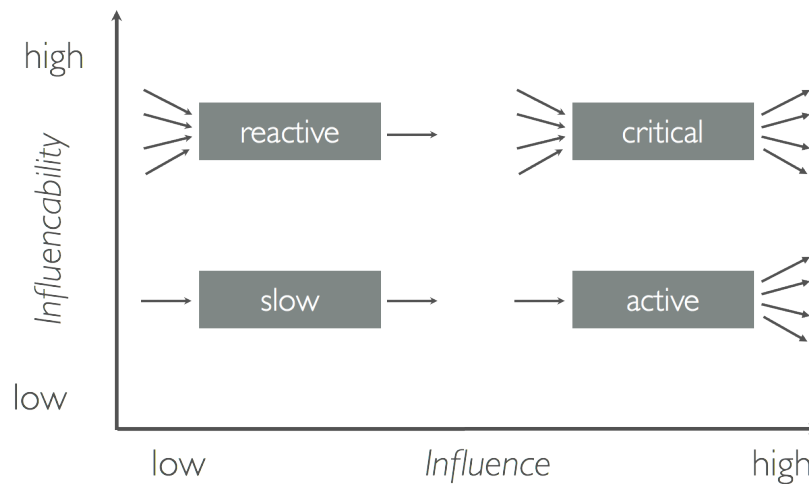 high
reactive
critical
Influencability
slow
active
low
low
Influence
high